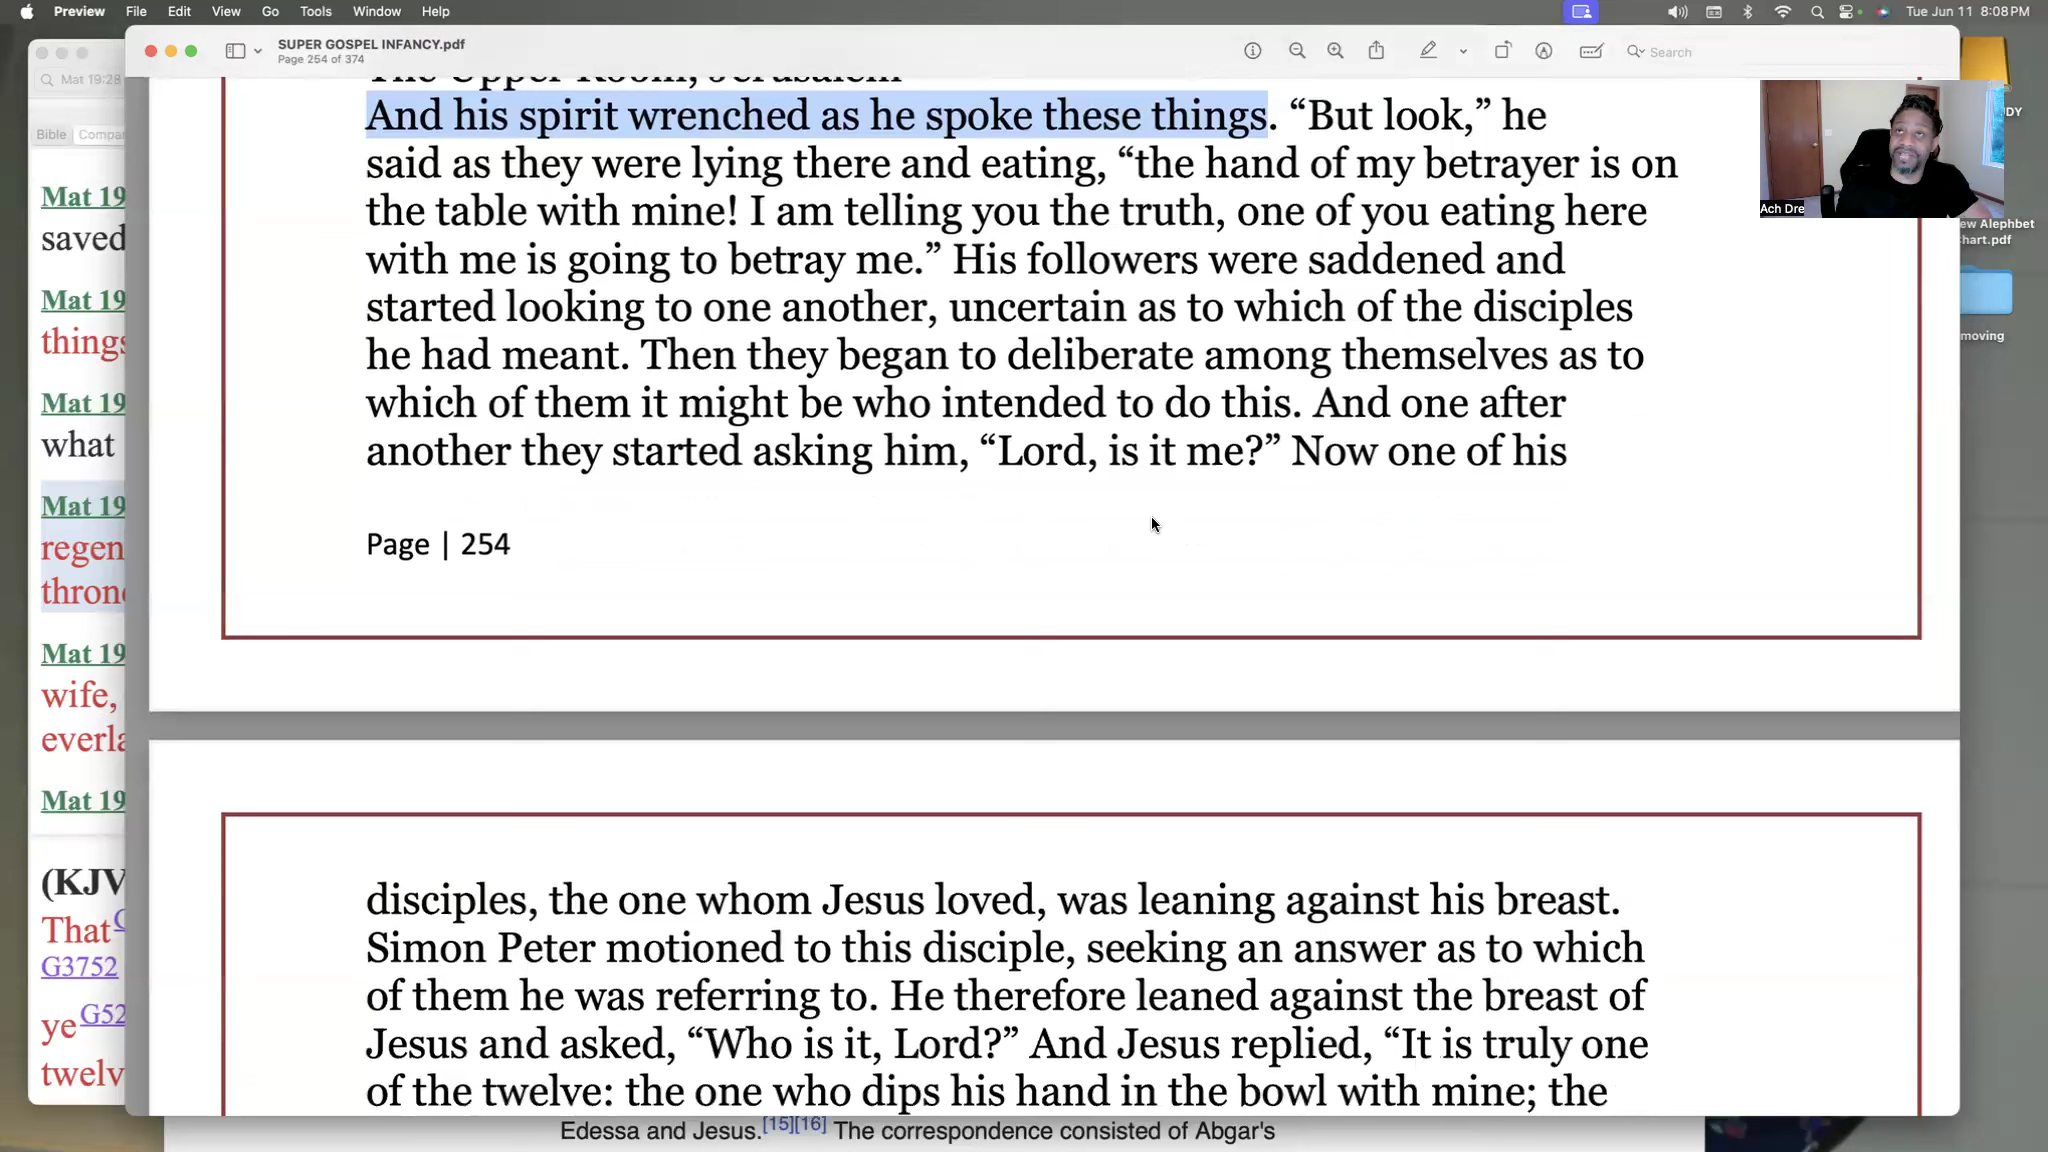 Preview File Edit View Go Tools Window Help
Tue Jun 11 8:08 PM
SUPER GOSPEL INFANCY.pdf
Page 254 of 374
Search
Mat 19:28
Bible Compar
Mat 19
saved
Mat 19
things
Mat 19
what
Mat 19
regen
thron
Mat 19
wife,
everla
Mat 19
(KJV
That
G3752
ye G52
twelv
The Upper Room, Jerusalem
And his spirit wrenched as he spoke these things. “But look,” he
said as they were lying there and eating, “the hand of my betrayer is on
the table with mine! I am telling you the truth, one of you eating here
with me is going to betray me.” His followers were saddened and
started looking to one another, uncertain as to which of the disciples
he had meant. Then they began to deliberate among themselves as to
which of them it might be who intended to do this. And one after
another they started asking him, “Lord, is it me?” Now one of his
Page | 254
disciples, the one whom Jesus loved, was leaning against his breast.
Simon Peter motioned to this disciple, seeking an answer as to which
of them he was referring to. He therefore leaned against the breast of
Jesus and asked, “Who is it, Lord?” And Jesus replied, “It is truly one
of the twelve: the one who dips his hand in the bowl with mine; the
Edessa and Jesus.[15][16] The correspondence consisted of Abgar's
Ach Dre
DY
ew Alephbet
hart.pdf
moving